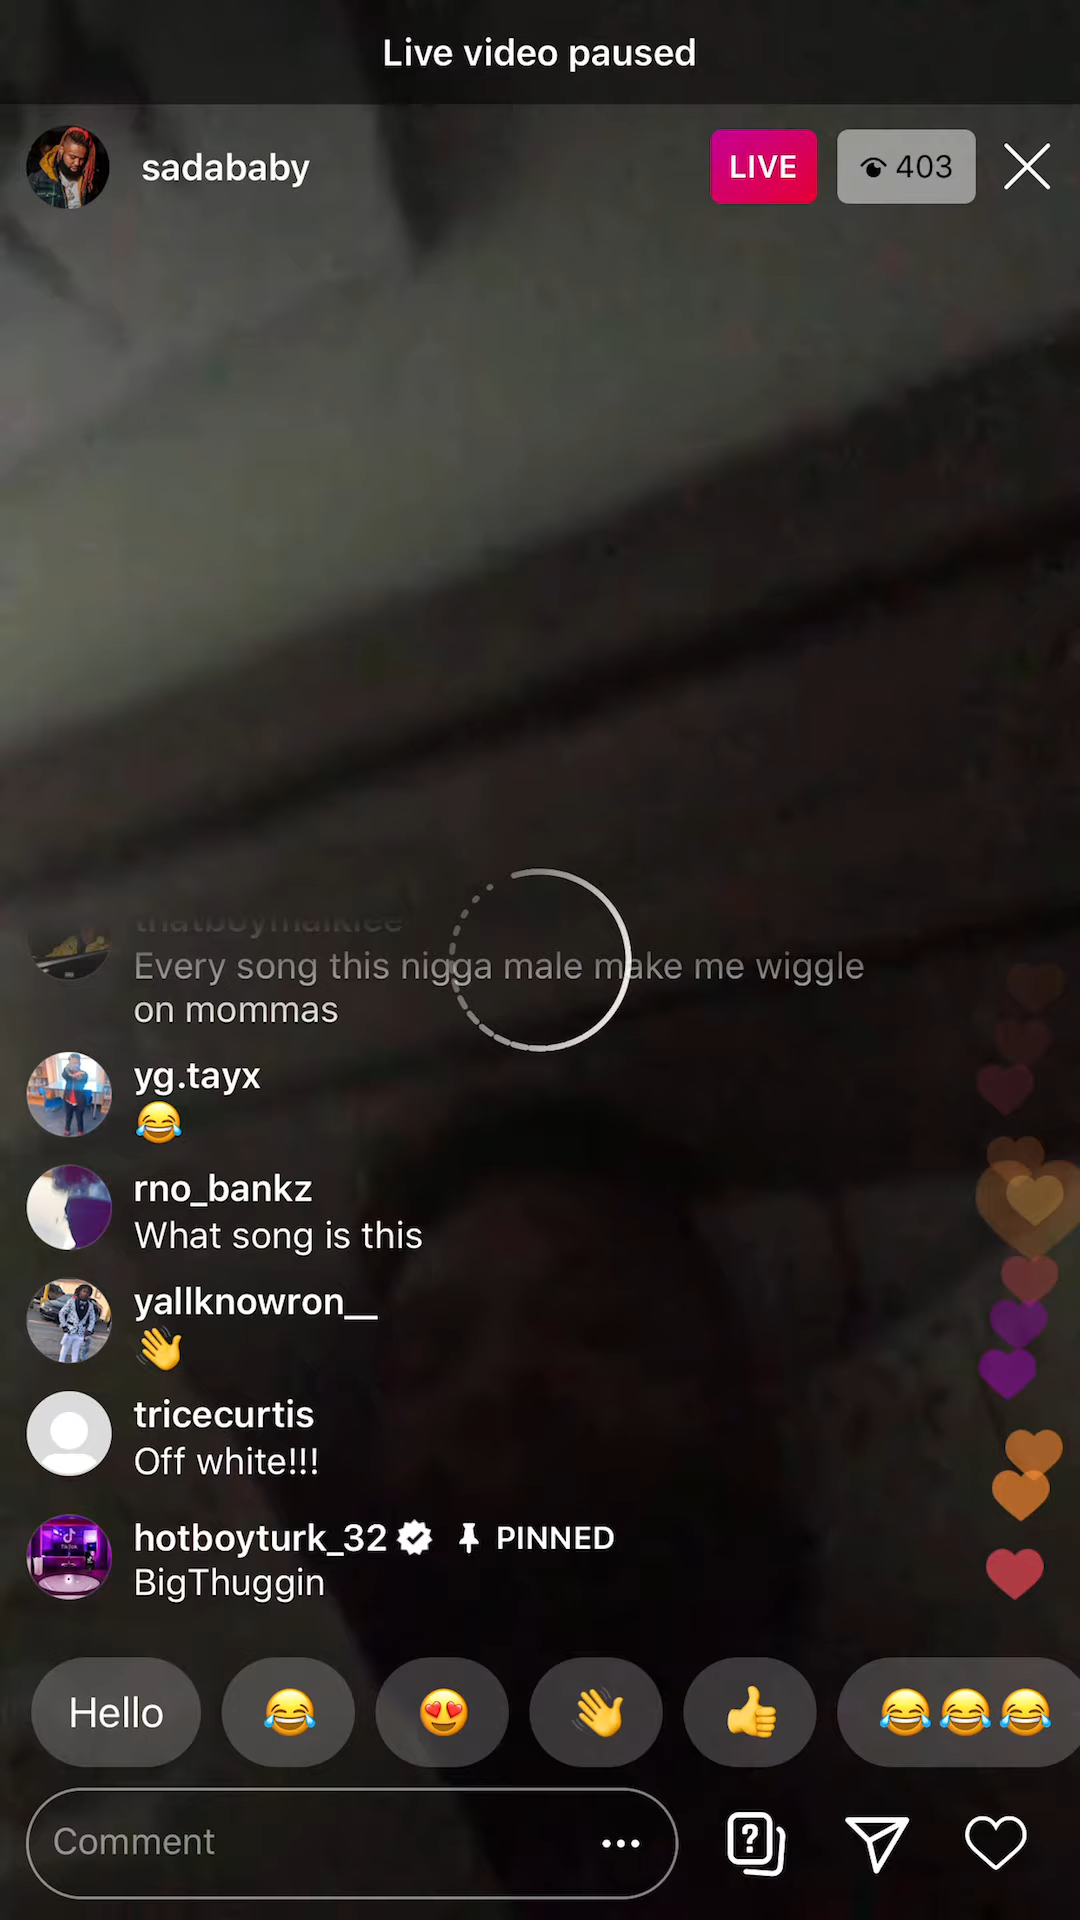 Live video paused
sadababy
LIVE
403
thatboymalklee
Every song this nigga male make me wiggle
on mommas
yg.tayx
😂
rno_bankz
What song is this
yallknowron__
👋
tricecurtis
Off white!!!
hotboyturk_32 PINNED
BigThuggin
Hello 😂 😍 👋 👍 😂😂😂
Comment